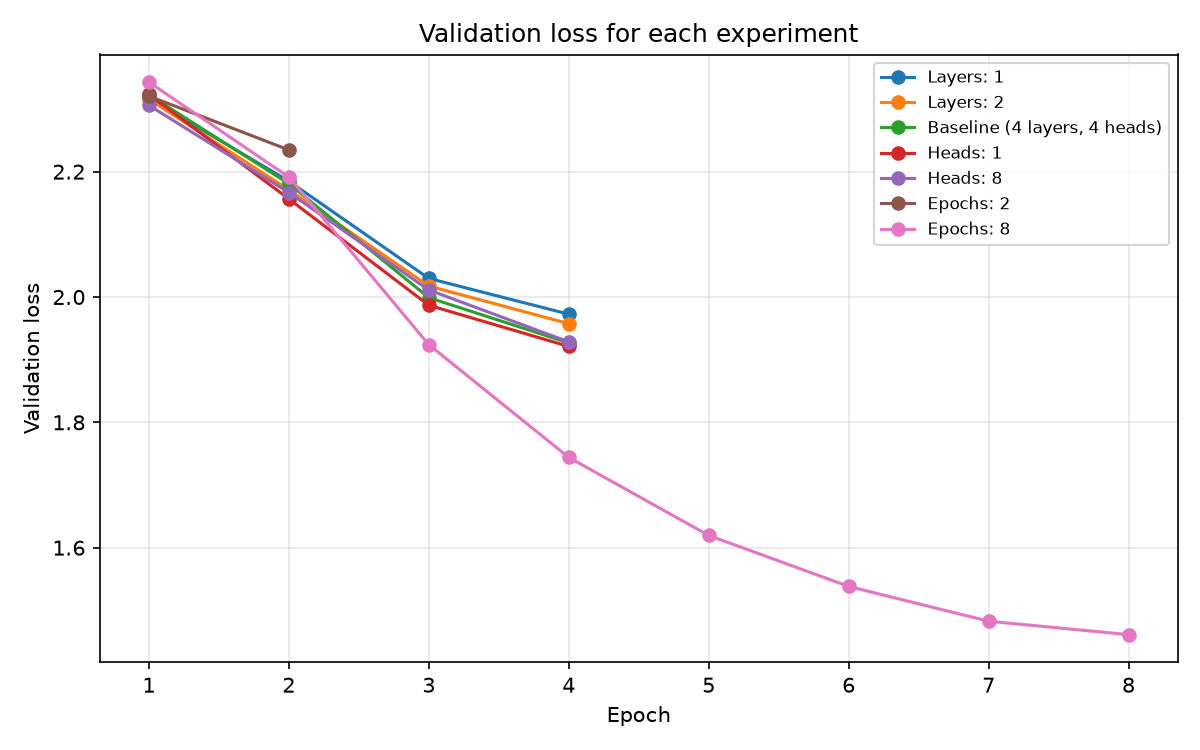 Validation loss for each experiment
Layers: 1
Layers: 2
Baseline (4 layers, 4 heads)
Heads: 1
Heads: 8
Epochs: 2
Epochs: 8
Validation loss
2.2
2.0
1.8
1.6
1 2 3 4 5 6 7 8
Epoch